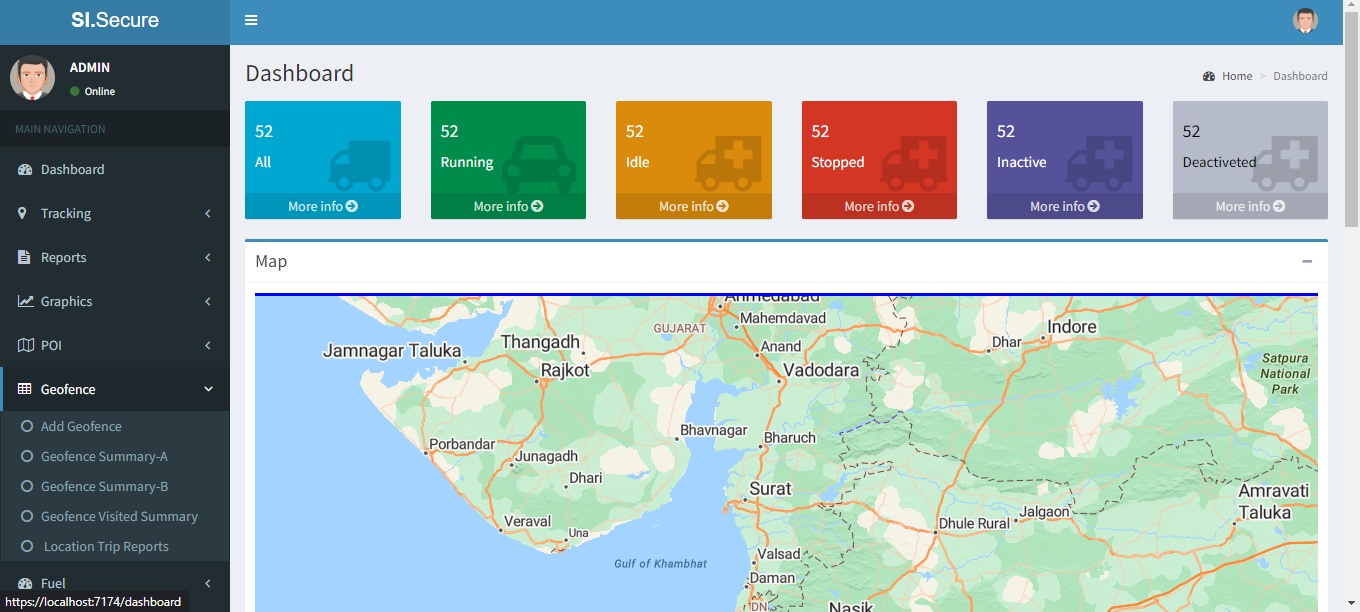 SI.Secure
ADMIN
Online
MAIN NAVIGATION
Dashboard
Tracking
Reports
Graphics
POI
Geofence
Add Geofence
Geofence Summary-A
Geofence Summary-B
Geofence Visited Summary
Location Trip Reports
Fuel
https://localhost:7174/dashboard
Dashboard
Home > Dashboard
52
All
More info
52
Running
More info
52
Idle
More info
52
Stopped
More info
52
Inactive
More info
52
Deactiveted
More info
Map
Ahmedabad
Mahemdavad
GUJARAT
Indore
Jamnagar Taluka
Thangadh
Anand
Dhar
Rajkot
Vadodara
Satpura
National
Park
Bhavnagar
Bharuch
Porbandar
Junagadh
Dhari
Surat
Amravati
Taluka
Veraval
Una
Dhule Rural
Jalgaon
Gulf of Khambhat
Valsad
Daman
DN
Nasik